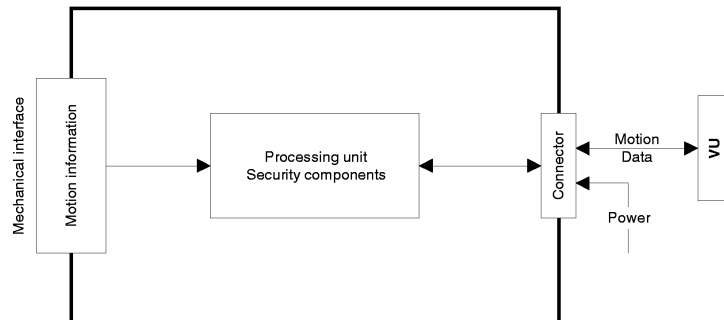 Mechanical interface
Motion information
Processing unit
Security components
Connector
Motion
Data
Power
VU